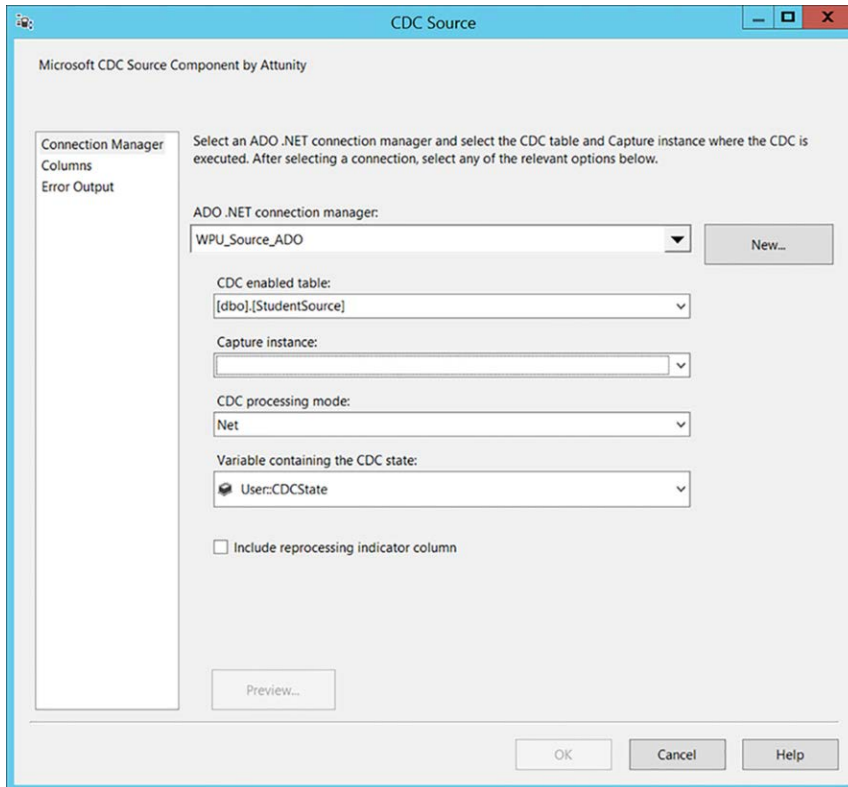 CDC Source
Microsoft CDC Source Component by Attunity
Connection Manager
Columns
Error Output
Select an ADO .NET connection manager and select the CDC table and Capture instance where the CDC is
executed. After selecting a connection, select any of the relevant options below.
ADO .NET connection manager:
WPU_Source_ADO
New...
CDC enabled table:
[dbo].[StudentSource]
Capture instance:
CDC processing mode:
Net
Variable containing the CDC state:
User::CDCState
Include reprocessing indicator column
Preview...
OK
Cancel
Help